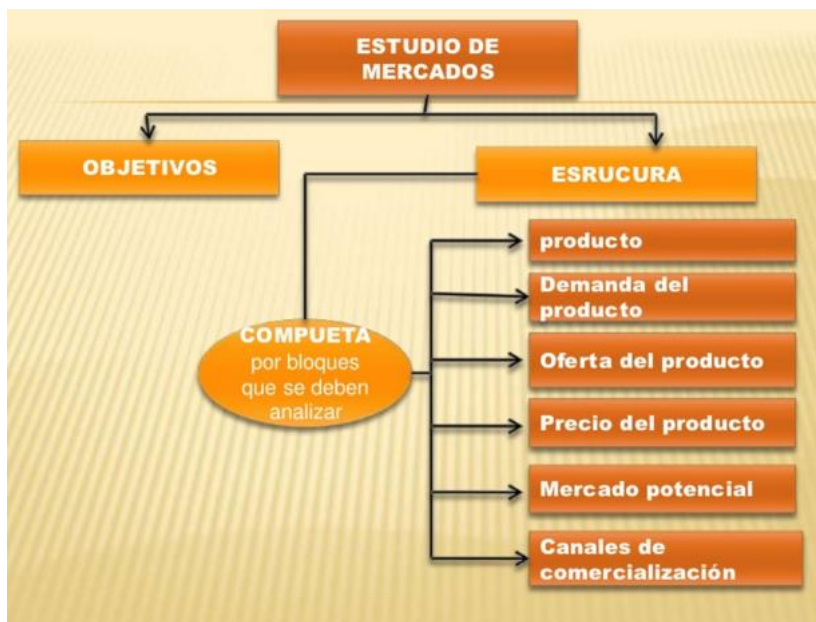 ESTUDIO DE
MERCADOS
OBJETIVOS
ESRUCURA
COMPUETA
por bloques
que se deben
analizar
producto
Demanda del
producto
Oferta del producto
Precio del producto
Mercado potencial
Canales de
comercialización